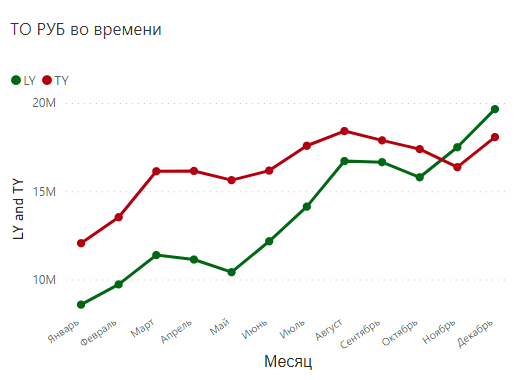 ТО РУБ во времени
LY TY
20M
15M
10M
LY and TY
Январь
Февраль
Март
Апрель
Май
Июнь
Июль
Август
Сентябрь
Октябрь
Ноябрь
Декабрь
Месяц